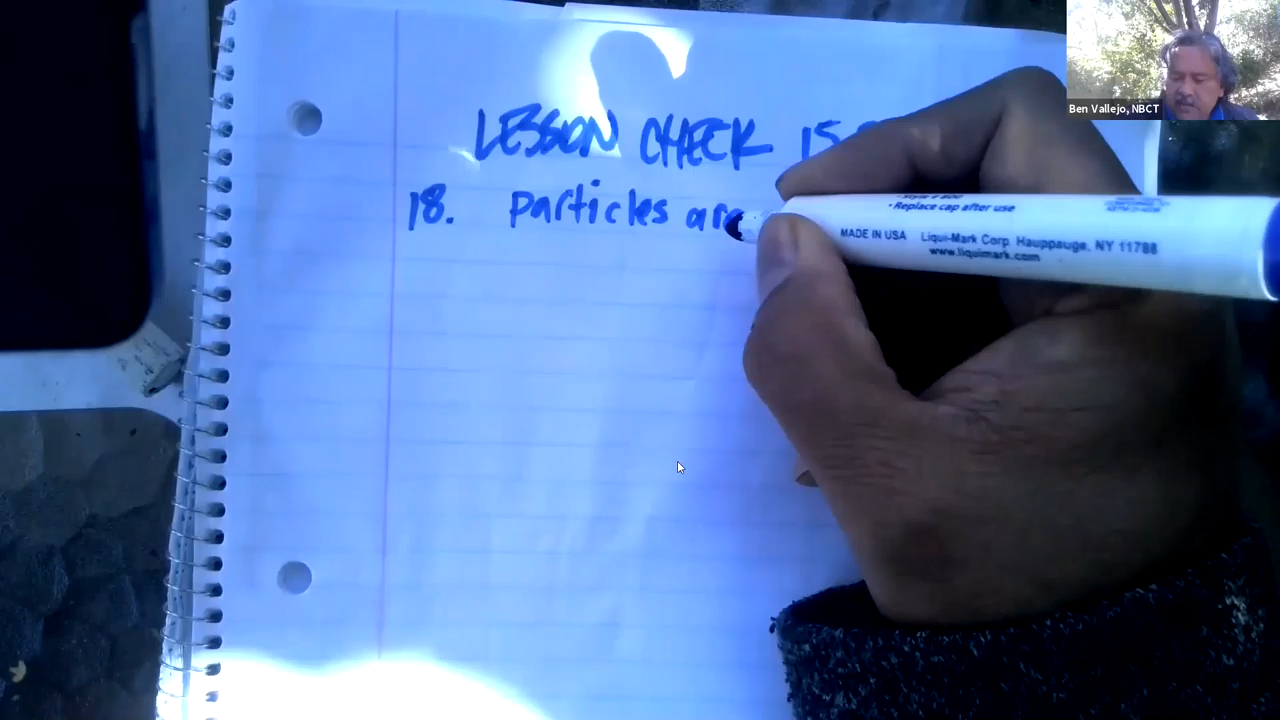 Ben Vallejo, NBCT
LESSON CHECK 15
18. particles are
• Replace cap after use
MADE IN USA Liqui-Mark Corp. Hauppauge, NY 11788
www.liquimark.com